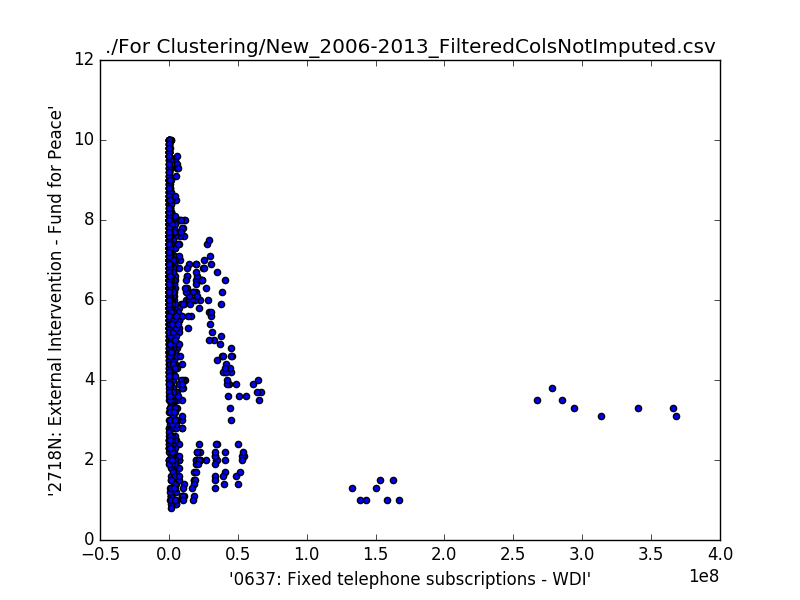 ./For Clustering/New_2006-2013_FilteredColsNotImputed.csv
12
10
8
6
4
2
0
'2718N: External Intervention - Fund for Peace'
−0.5 0.0 0.5 1.0 1.5 2.0 2.5 3.0 3.5 4.0
1e8
'0637: Fixed telephone subscriptions - WDI'